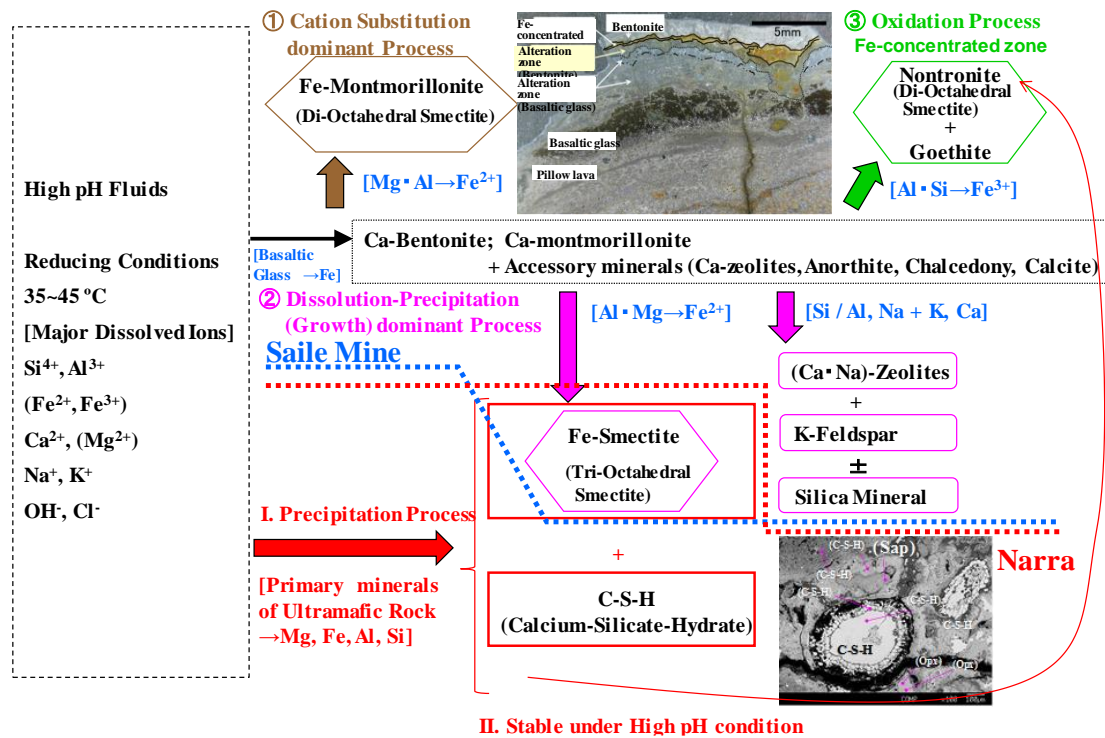 ① Cation Substitution
dominant Process
Fe-Montmorillonite
(Di-Octahedral Smectite)
[Mg・Al→Fe²⁺]
Fe-concentrated
Bentonite
Alteration
zone
(Bentonite)
Alteration
zone
(Basaltic glass)
Basaltic glass
Pillow lava
5mm
③ Oxidation Process
Fe-concentrated zone
Nontronite
(Di-Octahedral
Smectite)
+
Goethite
[Al・Si→Fe³⁺]
High pH Fluids
Reducing Conditions
35~45 ºC
[Major Dissolved Ions]
Si⁴⁺, Al³⁺
(Fe²⁺, Fe³⁺)
Ca²⁺, (Mg²⁺)
Na⁺, K⁺
OH⁻, Cl⁻
[Basaltic
Glass →Fe]
Ca-Bentonite; Ca-montmorillonite
+ Accessory minerals (Ca-zeolites, Anorthite, Chalcedony, Calcite)
② Dissolution-Precipitation
(Growth) dominant Process
[Al・Mg→Fe²⁺]
[Si / Al, Na + K, Ca]
Saile Mine
(Ca・Na)-Zeolites
+
K-Feldspar
±
Silica Mineral
Fe-Smectite
(Tri-Octahedral
Smectite)
I. Precipitation Process
[Primary minerals
of Ultramafic Rock
→Mg, Fe, Al, Si]
+
C-S-H
(Calcium-Silicate-Hydrate)
Narra
(C-S-H)
(Sap)
(C-S-H)
(C-S-H)
(C-S-H)
C-S-H
C-S-H
(Opx)
(Opx)
COMP
100μm
II. Stable under High pH condition